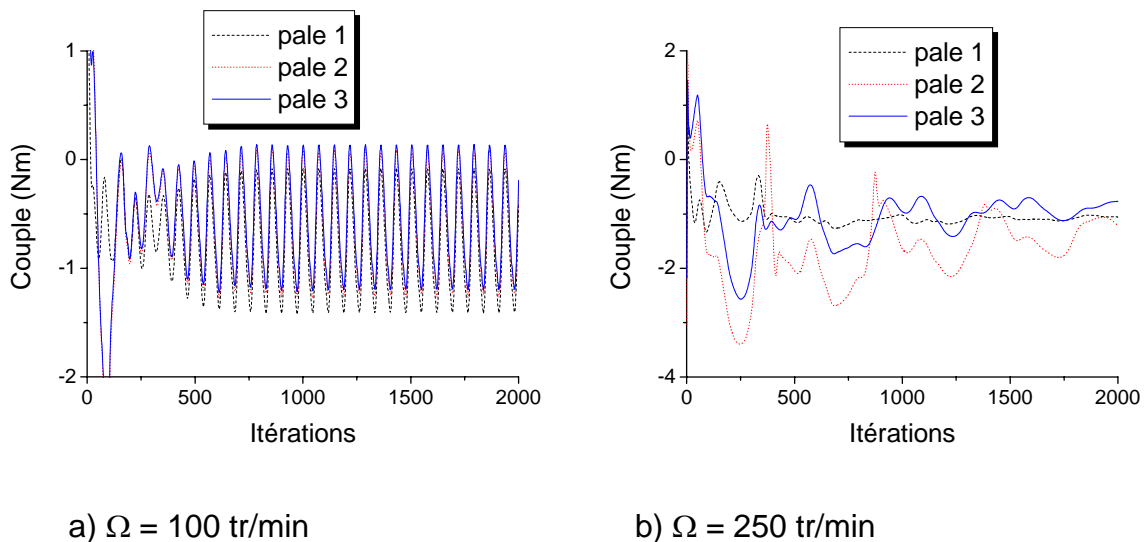 pale 1
pale 2
pale 3
1
0
-1
-2
Couple (Nm)
0
500
1000
1500
2000
Itérations
a) Ω = 100 tr/min
pale 1
pale 2
pale 3
2
0
-2
-4
Couple (Nm)
0
500
1000
1500
2000
Itérations
b) Ω = 250 tr/min